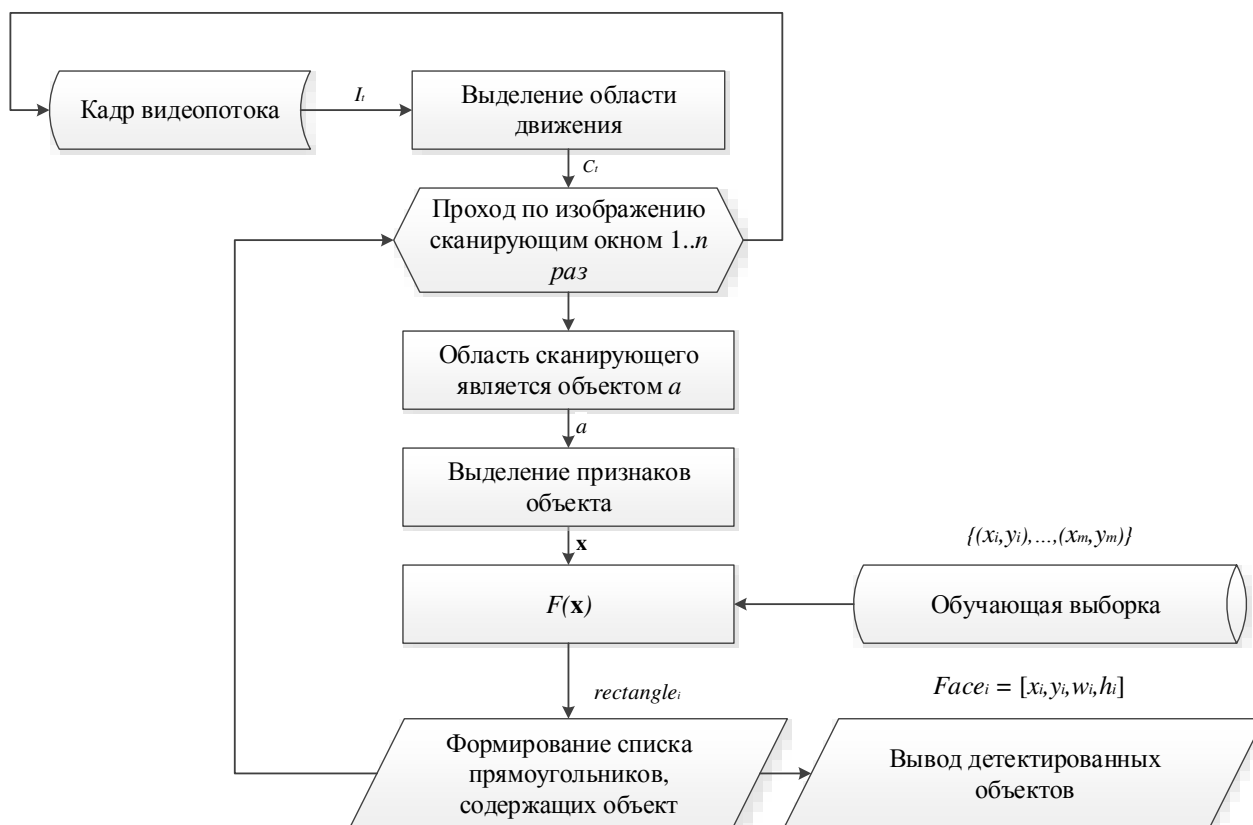 Кадр видеопотока
Iₜ
Выделение области
движения
Cₜ
Проход по изображению
сканирующим окном 1..n
раз
Область сканирующего
является объектом a
a
Выделение признаков
объекта
x
{(xᵢ,yᵢ),...,(xₘ,yₘ)}
F(x)
Обучающая выборка
rectangleᵢ
Faceᵢ = [xᵢ,yᵢ,wᵢ,hᵢ]
Формирование списка
прямоугольников,
содержащих объект
Вывод детектированных
объектов